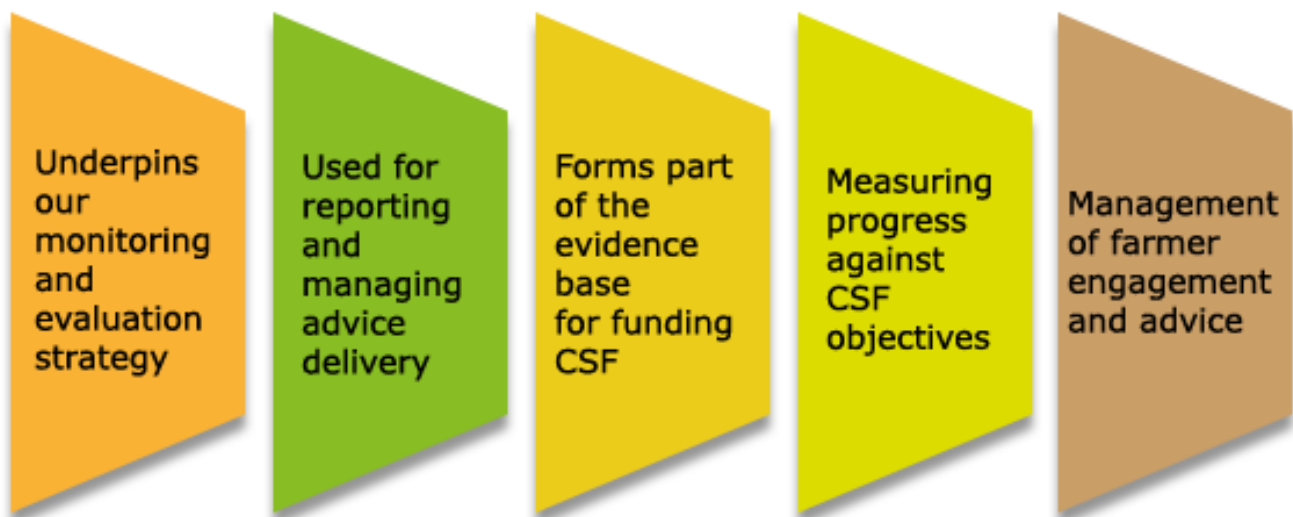 Underpins
our
monitoring
and
evaluation
strategy
Used for
reporting
and
managing
advice
delivery
Forms part
of the
evidence
base
for funding
CSF
Measuring
progress
against
CSF
objectives
Management
of farmer
engagement
and advice